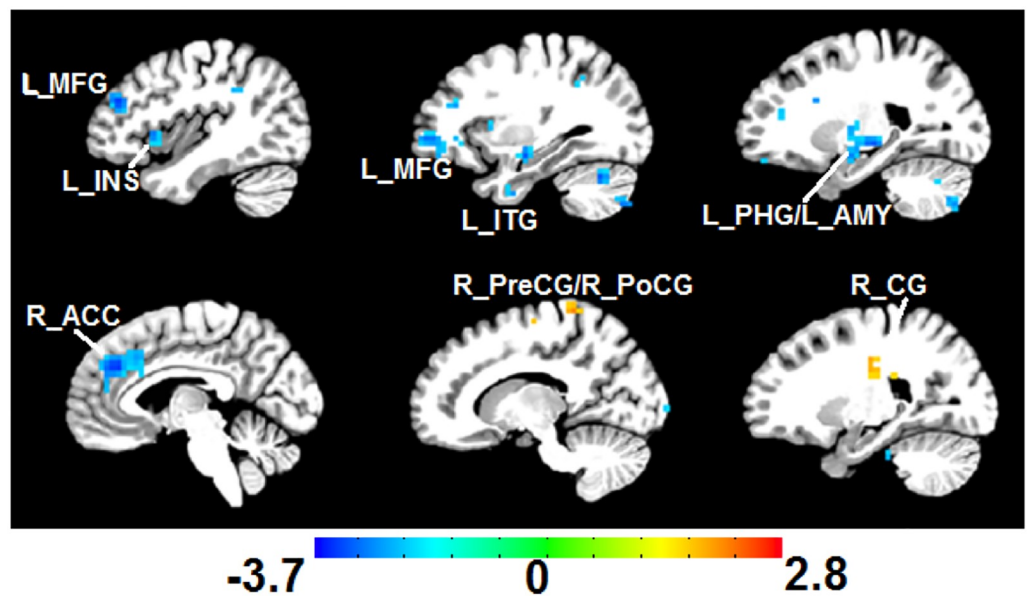 L_MFG
L_INS
L_MFG
L_ITG
L_PHG/L_AMY
R_ACC
R_PreCG/R_PoCG
R_CG
-3.7 0 2.8